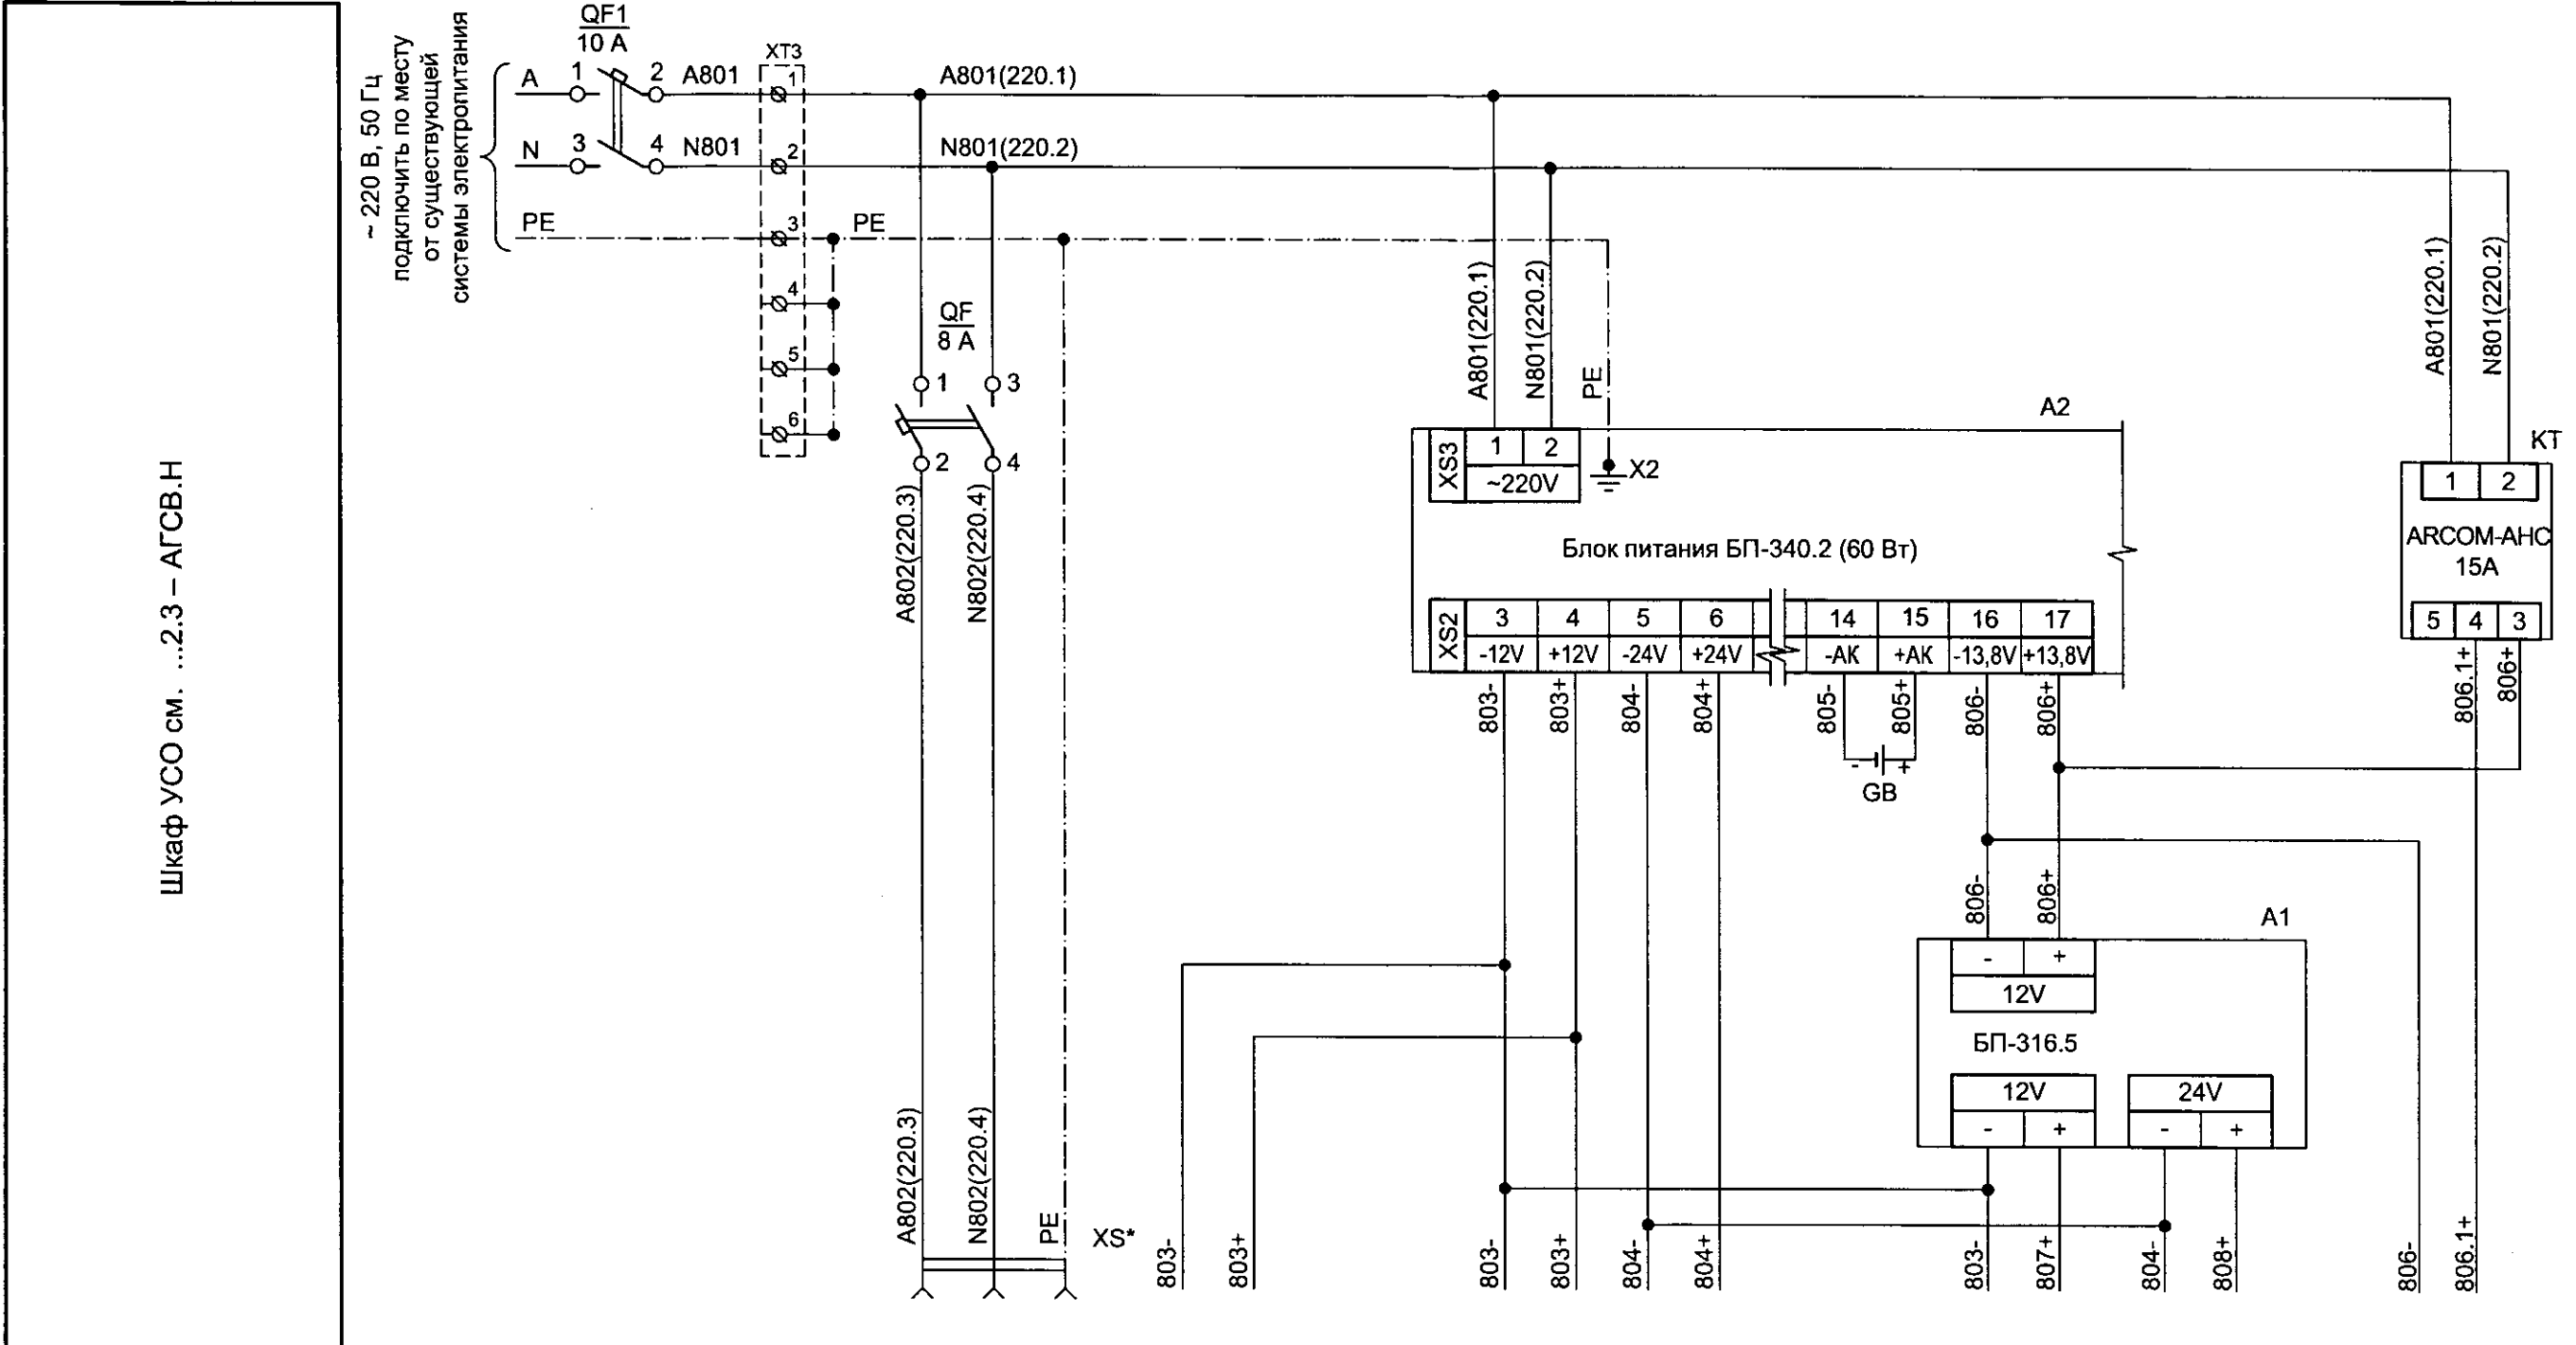 Шкаф УСО см. ...2.3 – АГСВ.Н
~ 220 В, 50 Гц
подключить по месту
от существующей
системы электропитания
QF1
10 A
A
1
2
A801
N
3
4
N801
PE
XT3
1
2
3
4
5
6
A801(220.1)
N801(220.2)
PE
QF
8 A
1
3
2
4
A802(220.3)
N802(220.4)
A802(220.3)
N802(220.4)
PE
XS*
A801(220.1)
N801(220.2)
PE
A2
XS3
1
2
~220V
X2
Блок питания БП-340.2 (60 Вт)
XS2
3
4
5
6
14
15
16
17
-12V
+12V
-24V
+24V
-АК
+АК
-13,8V
+13,8V
803-
803+
804-
804+
805-
805+
806-
806+
- +
GB
A801(220.1)
N801(220.2)
KT
1
2
ARCOM-AHC
15A
5
4
3
806.1+
806+
806-
806+
A1
- +
12V
БП-316.5
12V
24V
- +
- +
803-
803+
803-
803+
804-
804+
803-
807+
804-
808+
806-
806.1+